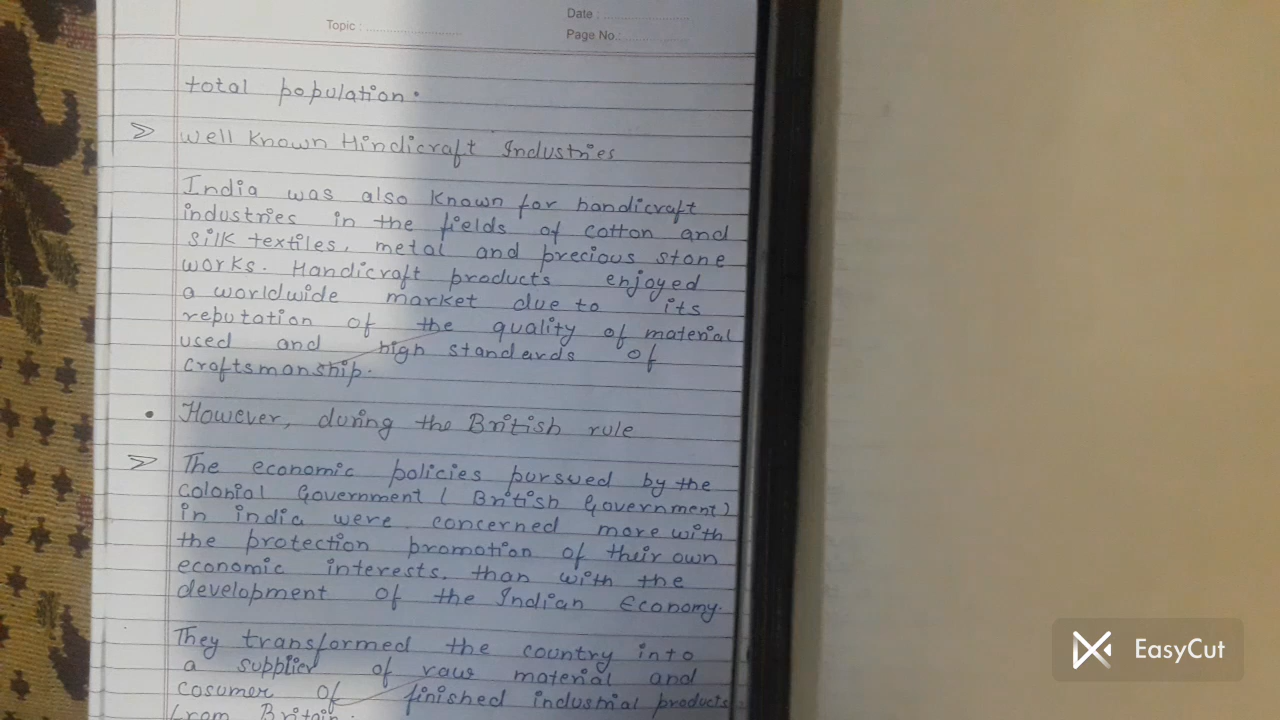 Date : ........................
Topic : ............................
Page No.: ....................
total population.
> Well Known Hindicraft Industries
India was also known for handicraft
industries in the fields of cotton and
silk textiles, metal and precious stone
works. Handicraft products enjoyed
a worldwide market due to its
reputation of the quality of material
used and high standards of
craftsmanship.
• However, during the British rule
> The economic policies pursued by the
Colonial Government ( British Government)
in india were concerned more with
the protection promotion of their own
economic interests. than with the
development of the Indian Economy.
They transformed the country into
a supplier of raw material and
cosumer of finished industrial products
from Britain.
EasyCut